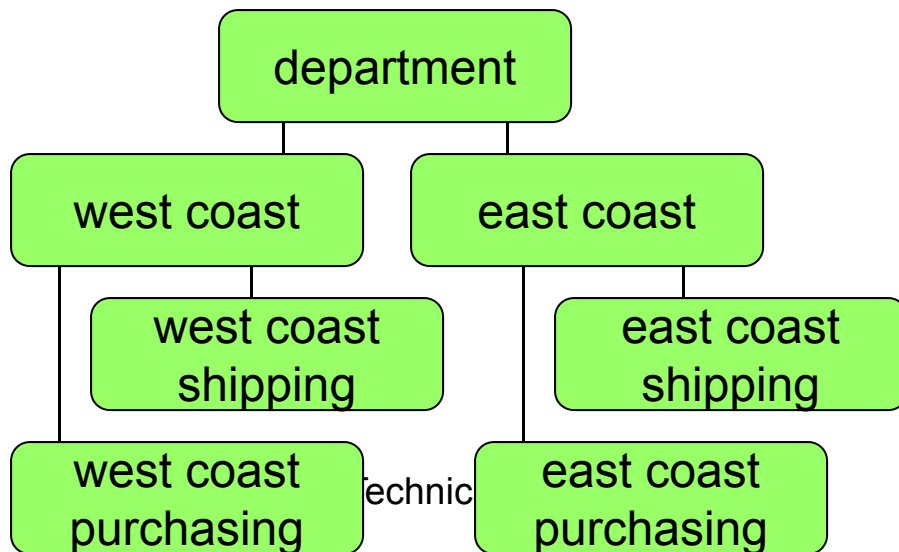 department
west coast
east coast
west coast
shipping
east coast
shipping
west coast
purchasing
east coast
purchasing